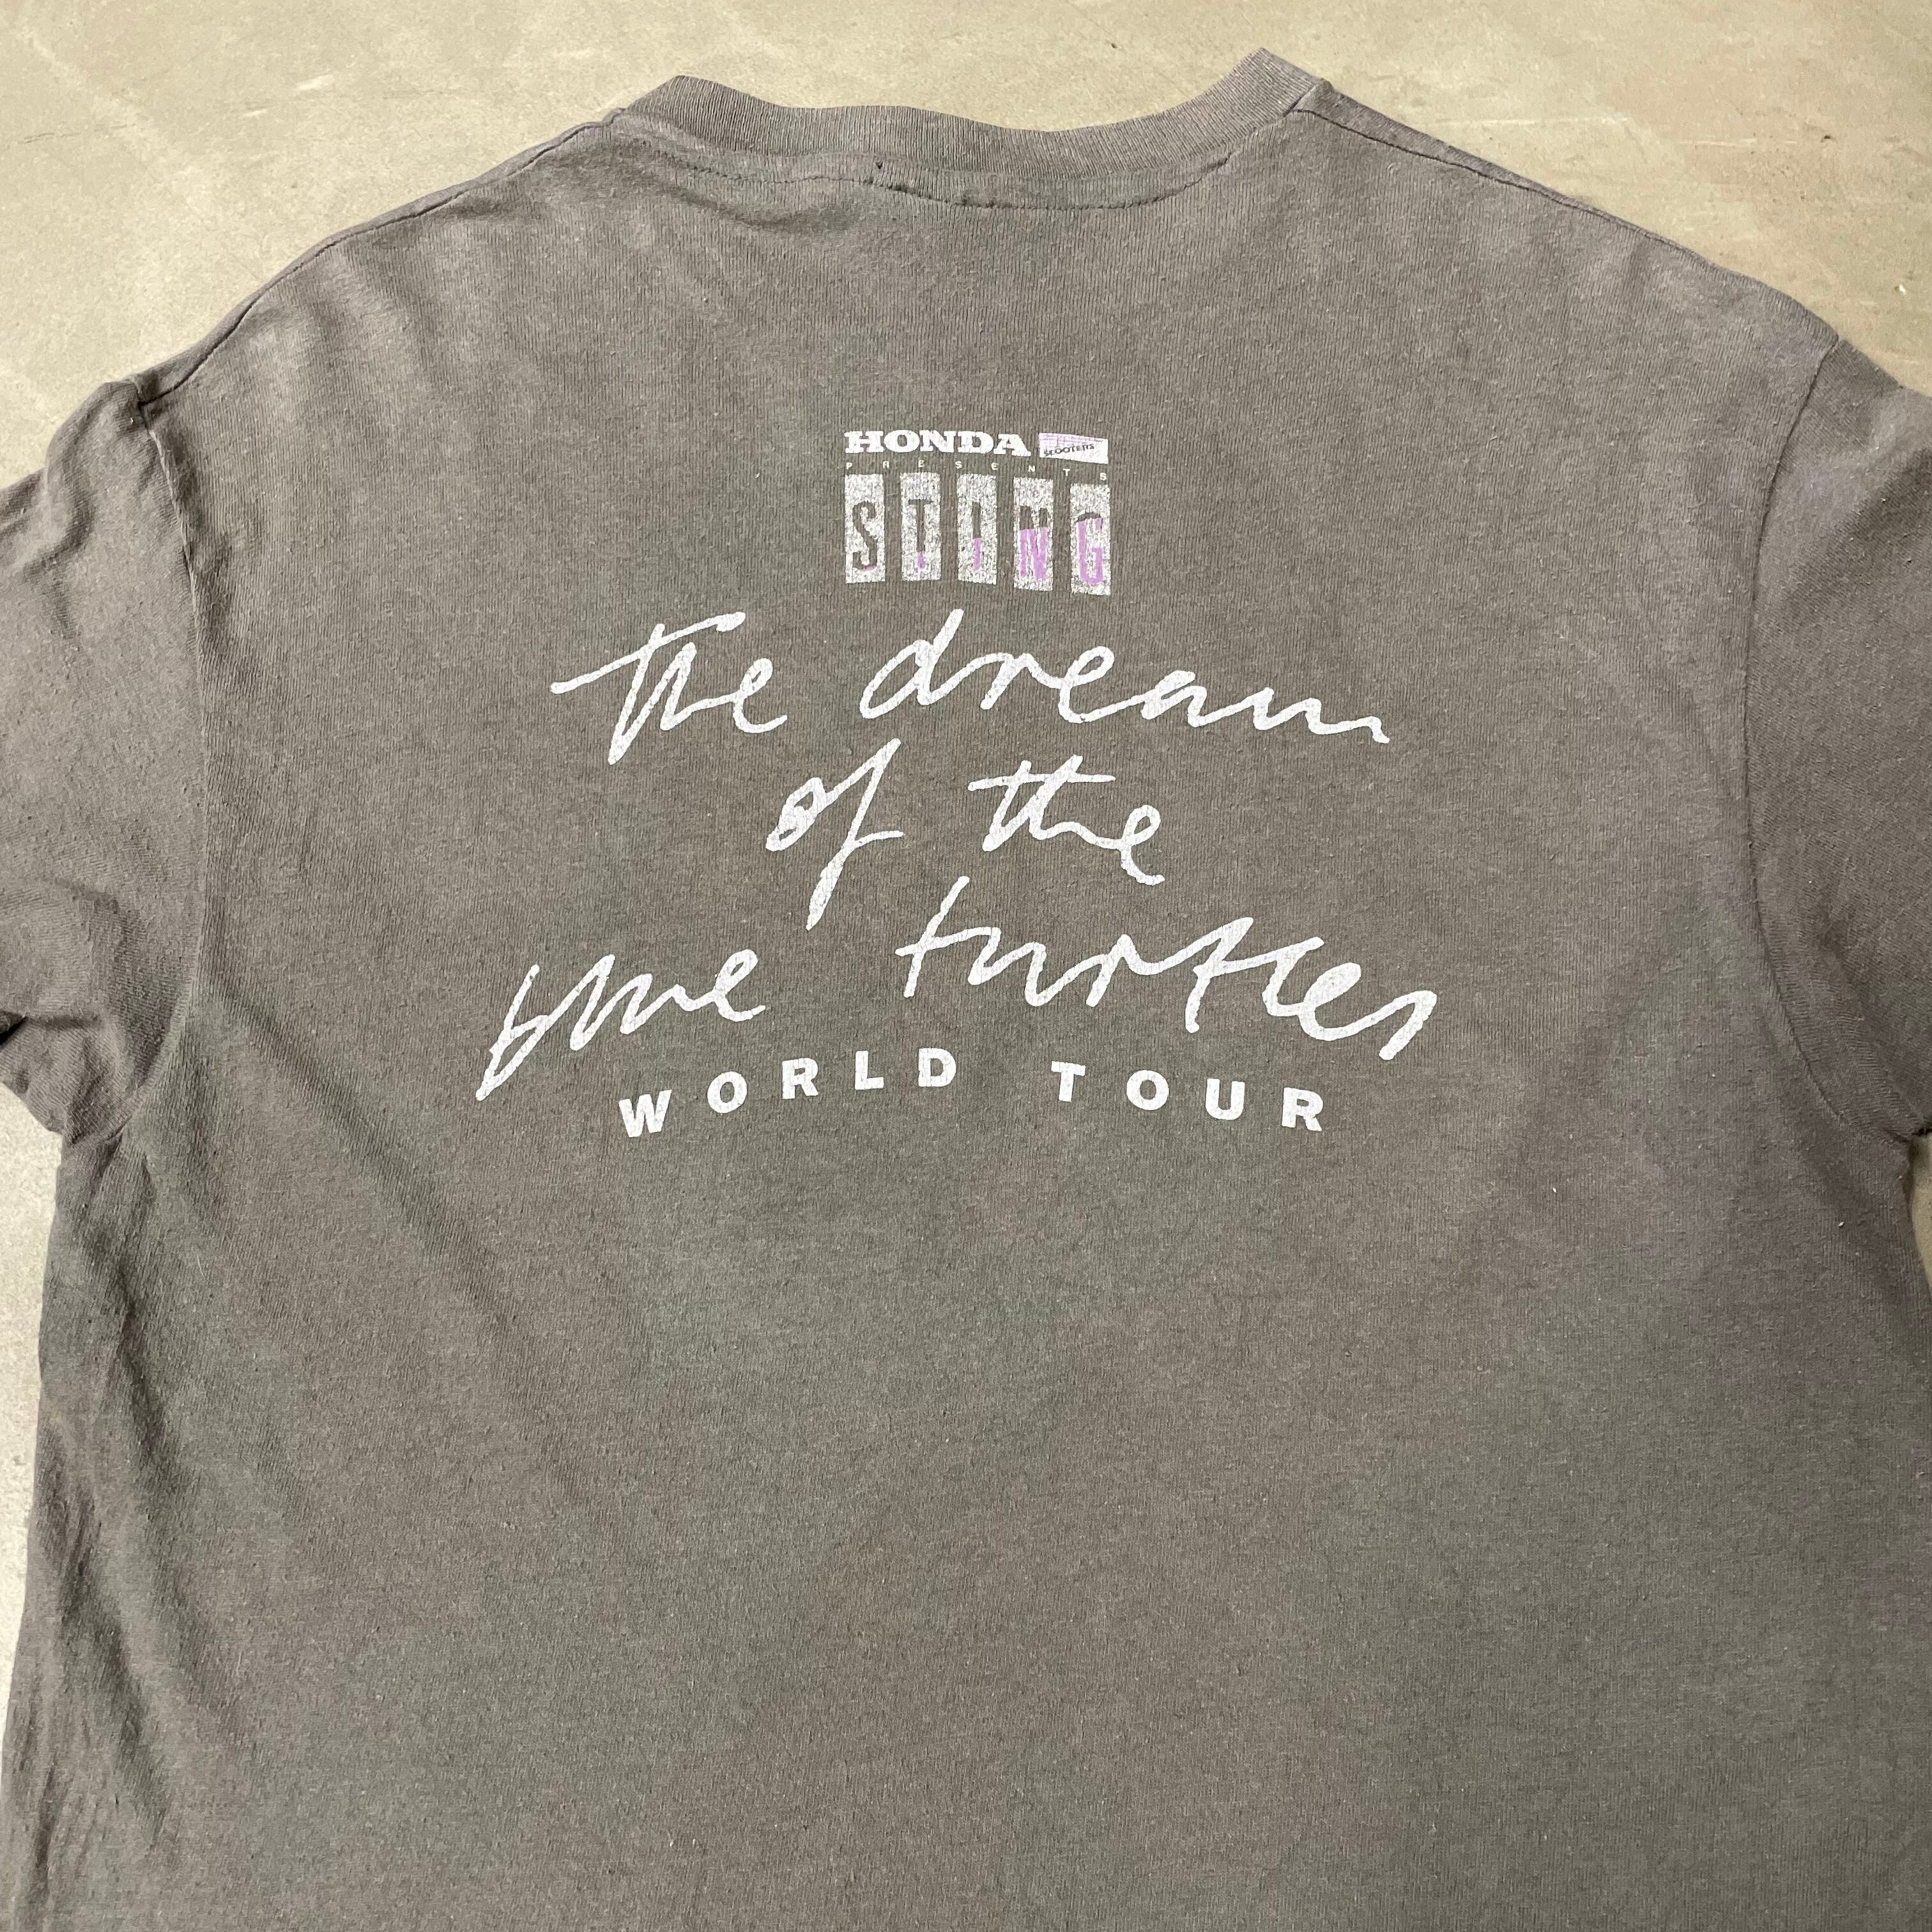 HONDA SCOOTERS
PRESENTS
STING
The dream
of the
blue turtles
WORLD TOUR